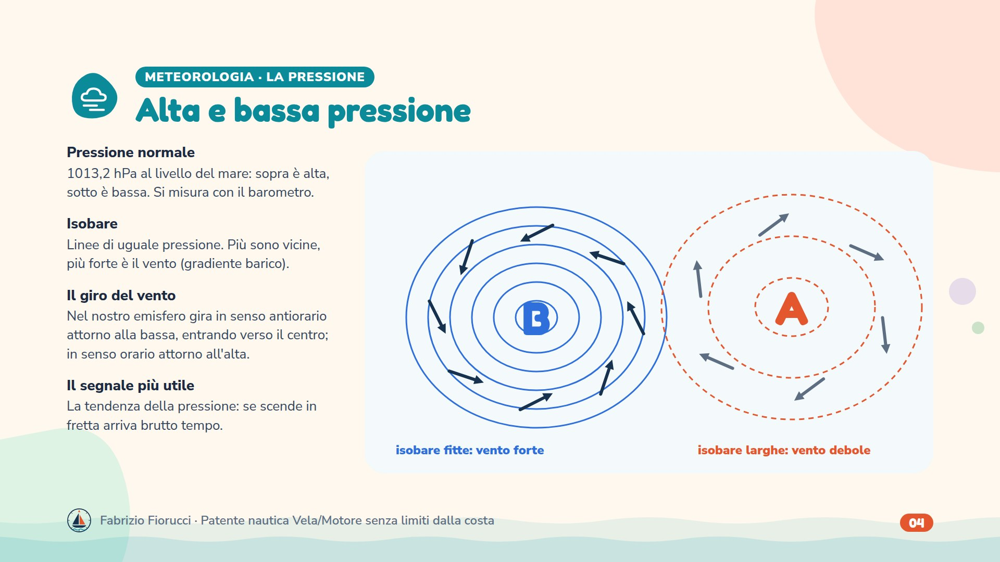 METEOROLOGIA · LA PRESSIONE
Alta e bassa pressione
Pressione normale
1013,2 hPa al livello del mare: sopra è alta,
sotto è bassa. Si misura con il barometro.
Isobare
Linee di uguale pressione. Più sono vicine,
più forte è il vento (gradiente barico).
Il giro del vento
Nel nostro emisfero gira in senso antiorario
attorno alla bassa, entrando verso il centro;
in senso orario attorno all'alta.
Il segnale più utile
La tendenza della pressione: se scende in
fretta arriva brutto tempo.
B
A
isobare fitte: vento forte
isobare larghe: vento debole
Fabrizio Fiorucci · Patente nautica Vela/Motore senza limiti dalla costa
04